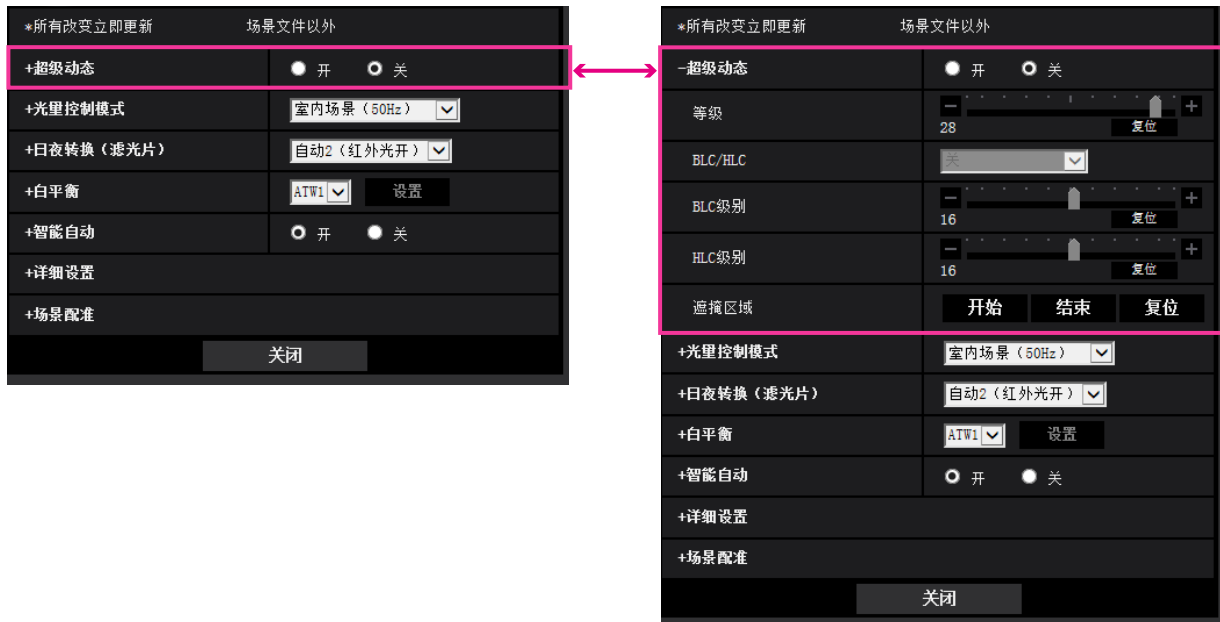 *所有改变立即更新 场景文件以外
+超级动态 开 关
+光量控制模式 室内场景（50Hz）
+日夜转换（滤光片） 自动2（红外光开）
+白平衡 ATW1 设置
+智能自动 开 关
+详细设置
+场景配准
关闭
*所有改变立即更新 场景文件以外
-超级动态 开 关
等级 - +
28 复位
BLC/HLC 关
BLC级别 - +
16 复位
HLC级别 - +
16 复位
遮掩区域 开始 结束 复位
+光量控制模式 室内场景（50Hz）
+日夜转换（滤光片） 自动2（红外光开）
+白平衡 ATW1 设置
+智能自动 开 关
+详细设置
+场景配准
关闭